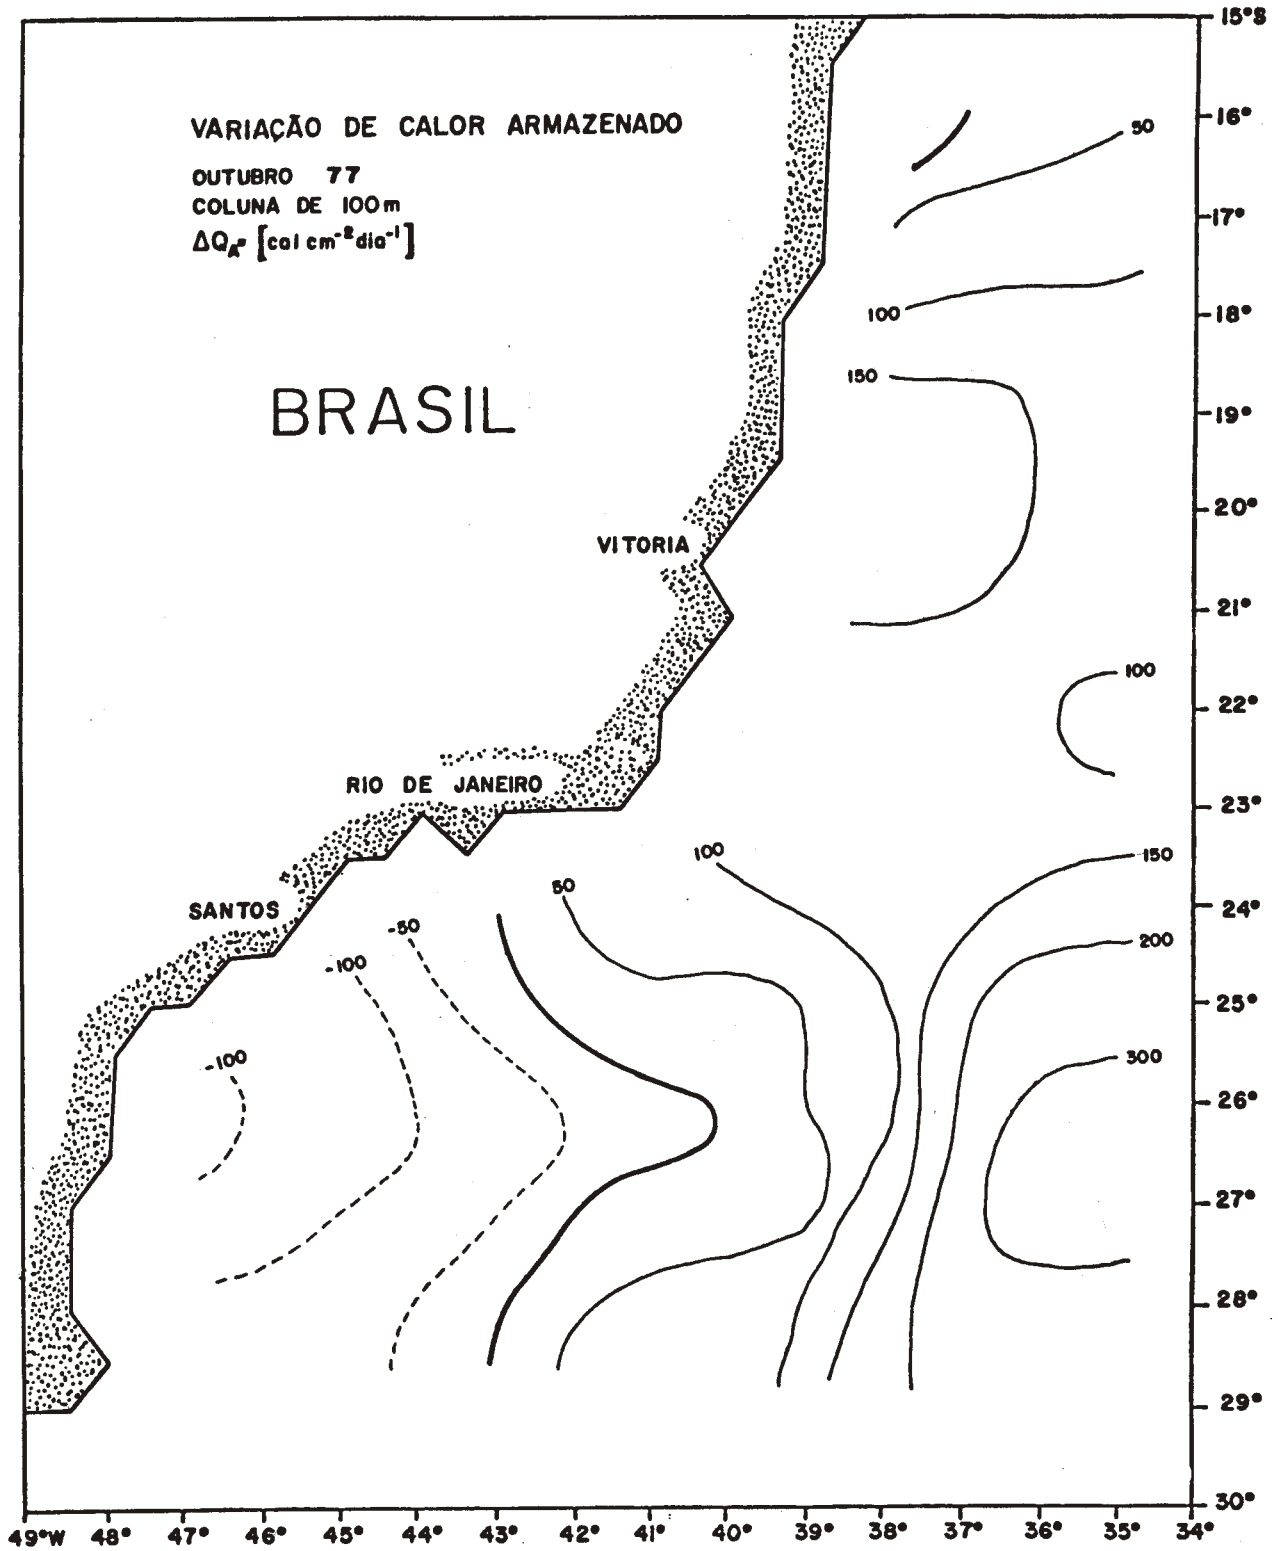 VARIAÇÃO DE CALOR ARMAZENADO
OUTUBRO 77
COLUNA DE 100m
ΔQA= [cal cm-2 dia-1]
BRASIL
VITORIA
RIO DE JANEIRO
SANTOS
50
100
150
100
100
50
-50
-100
-100
150
200
300
15°S
16°
17°
18°
19°
20°
21°
22°
23°
24°
25°
26°
27°
28°
29°
30°
49°W 48° 47° 46° 45° 44° 43° 42° 41° 40° 39° 38° 37° 36° 35° 34°